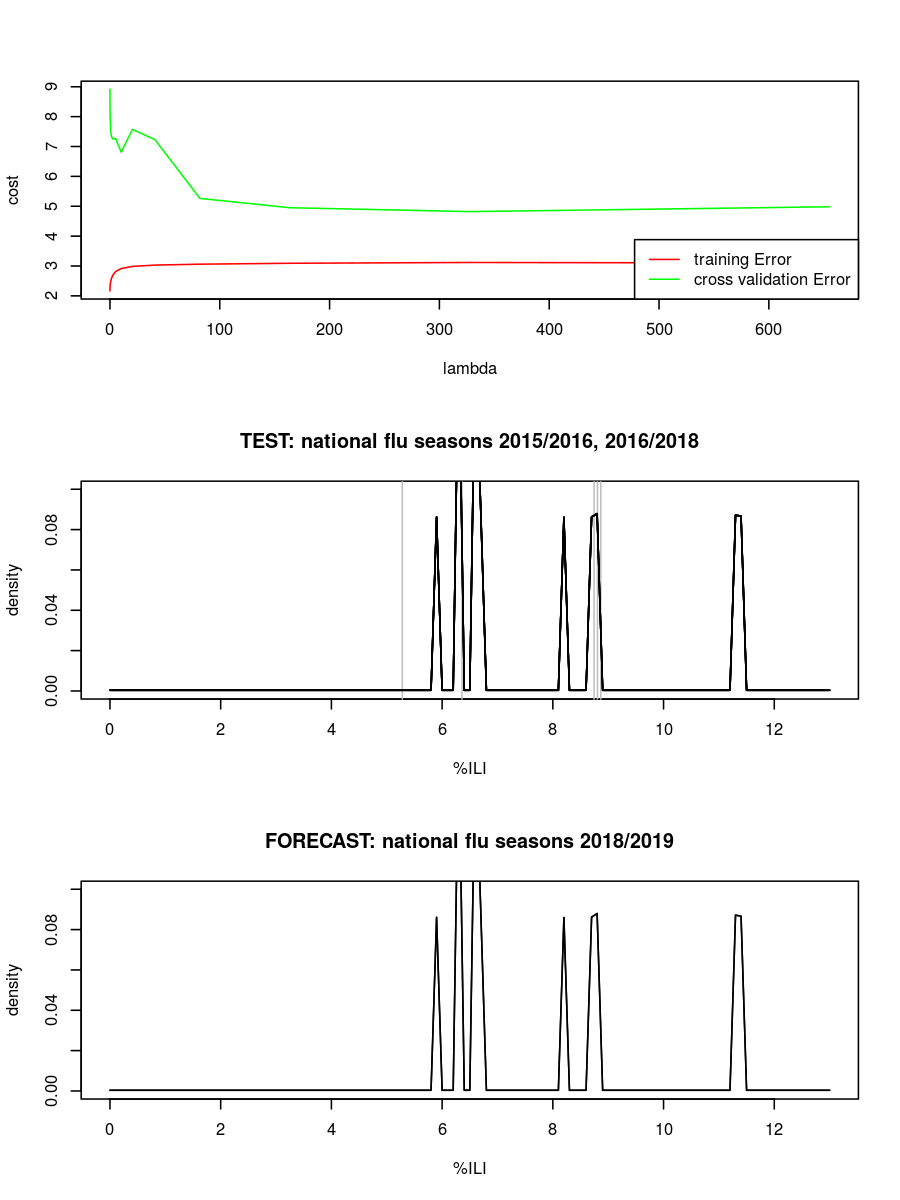 9
8
7
6
5
4
3
2
cost
training Error
cross validation Error
0 100 200 300 400 500 600
lambda
TEST: national flu seasons 2015/2016, 2016/2018
0.08
0.04
0.00
density
0 2 4 6 8 10 12
%ILI
FORECAST: national flu seasons 2018/2019
0.08
0.04
0.00
density
0 2 4 6 8 10 12
%ILI